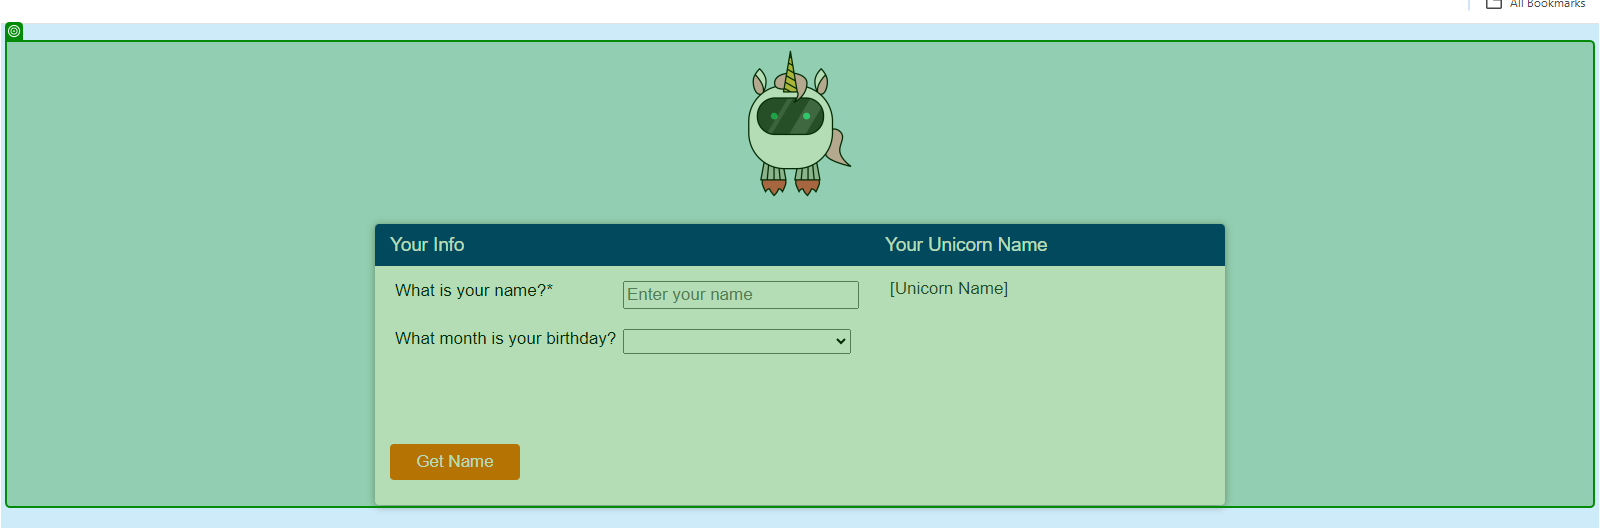 All Bookmarks
Your Info
Your Unicorn Name
What is your name?*
Enter your name
[Unicorn Name]
What month is your birthday?
Get Name